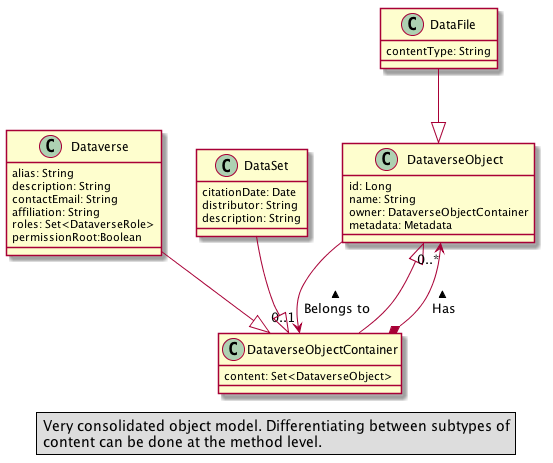 C DataFile
contentType: String
C Dataverse
alias: String
description: String
contactEmail: String
affiliation: String
roles: Set<DataverseRole>
permissionRoot:Boolean
C DataSet
citationDate: Date
distributor: String
description: String
C DataverseObject
id: Long
name: String
owner: DataverseObjectContainer
metadata: Metadata
0..*
▲
Belongs to
▲
Has
0..1
C DataverseObjectContainer
content: Set<DataverseObject>
Very consolidated object model. Differentiating between subtypes of
content can be done at the method level.